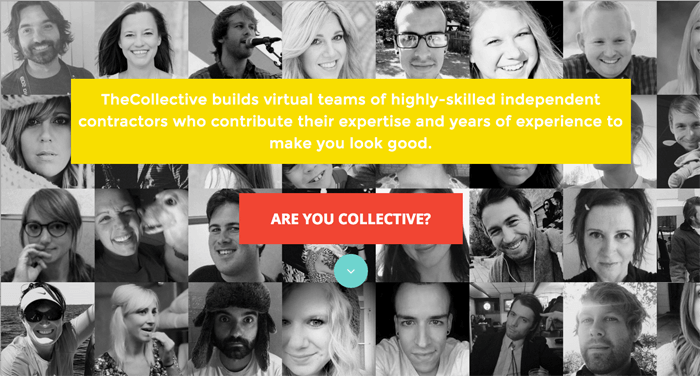 TheCollective builds virtual teams of highly-skilled independent
contractors who contribute their expertise and years of experience to
make you look good.
ARE YOU COLLECTIVE?